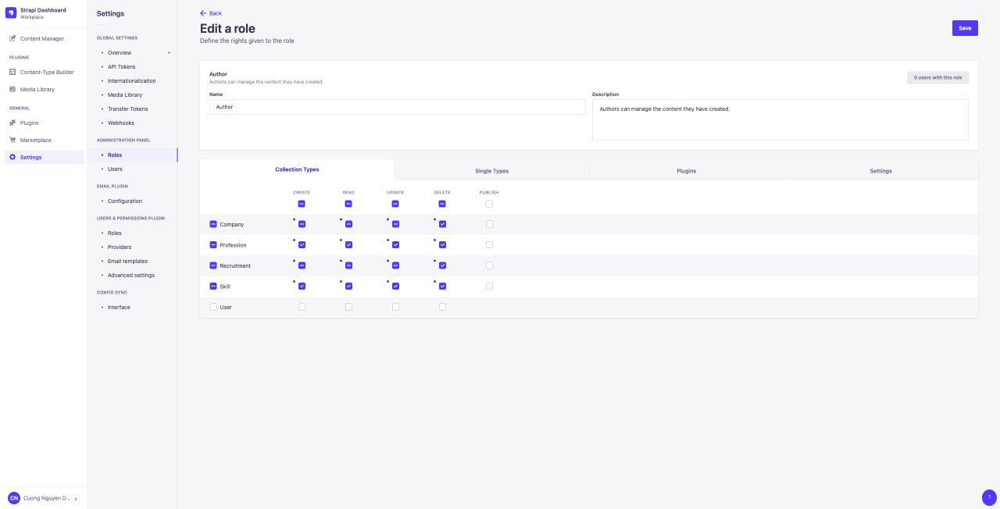 Strapi Dashboard
Workplace
Content Manager
PLUGINS
Content-Type Builder
Media Library
GENERAL
Plugins
Marketplace
Settings
CN
Cuong Nguyen D...
Settings
GLOBAL SETTINGS
Overview
API Tokens
Internationalization
Media Library
Transfer Tokens
Webhooks
ADMINISTRATION PANEL
Roles
Users
EMAIL PLUGIN
Configuration
USERS & PERMISSIONS PLUGIN
Roles
Providers
Email templates
Advanced settings
CONFIG SYNC
Interface
Back
Edit a role
Save
Define the rights given to the role
Author
Authors can manage the content they have created.
0 users with this role
Name
Description
Author
Authors can manage the content they have created.
Collection Types
Single Types
Plugins
Settings
CREATE READ UPDATE DELETE PUBLISH
Company
Profession
Recruitment
Skill
User
?